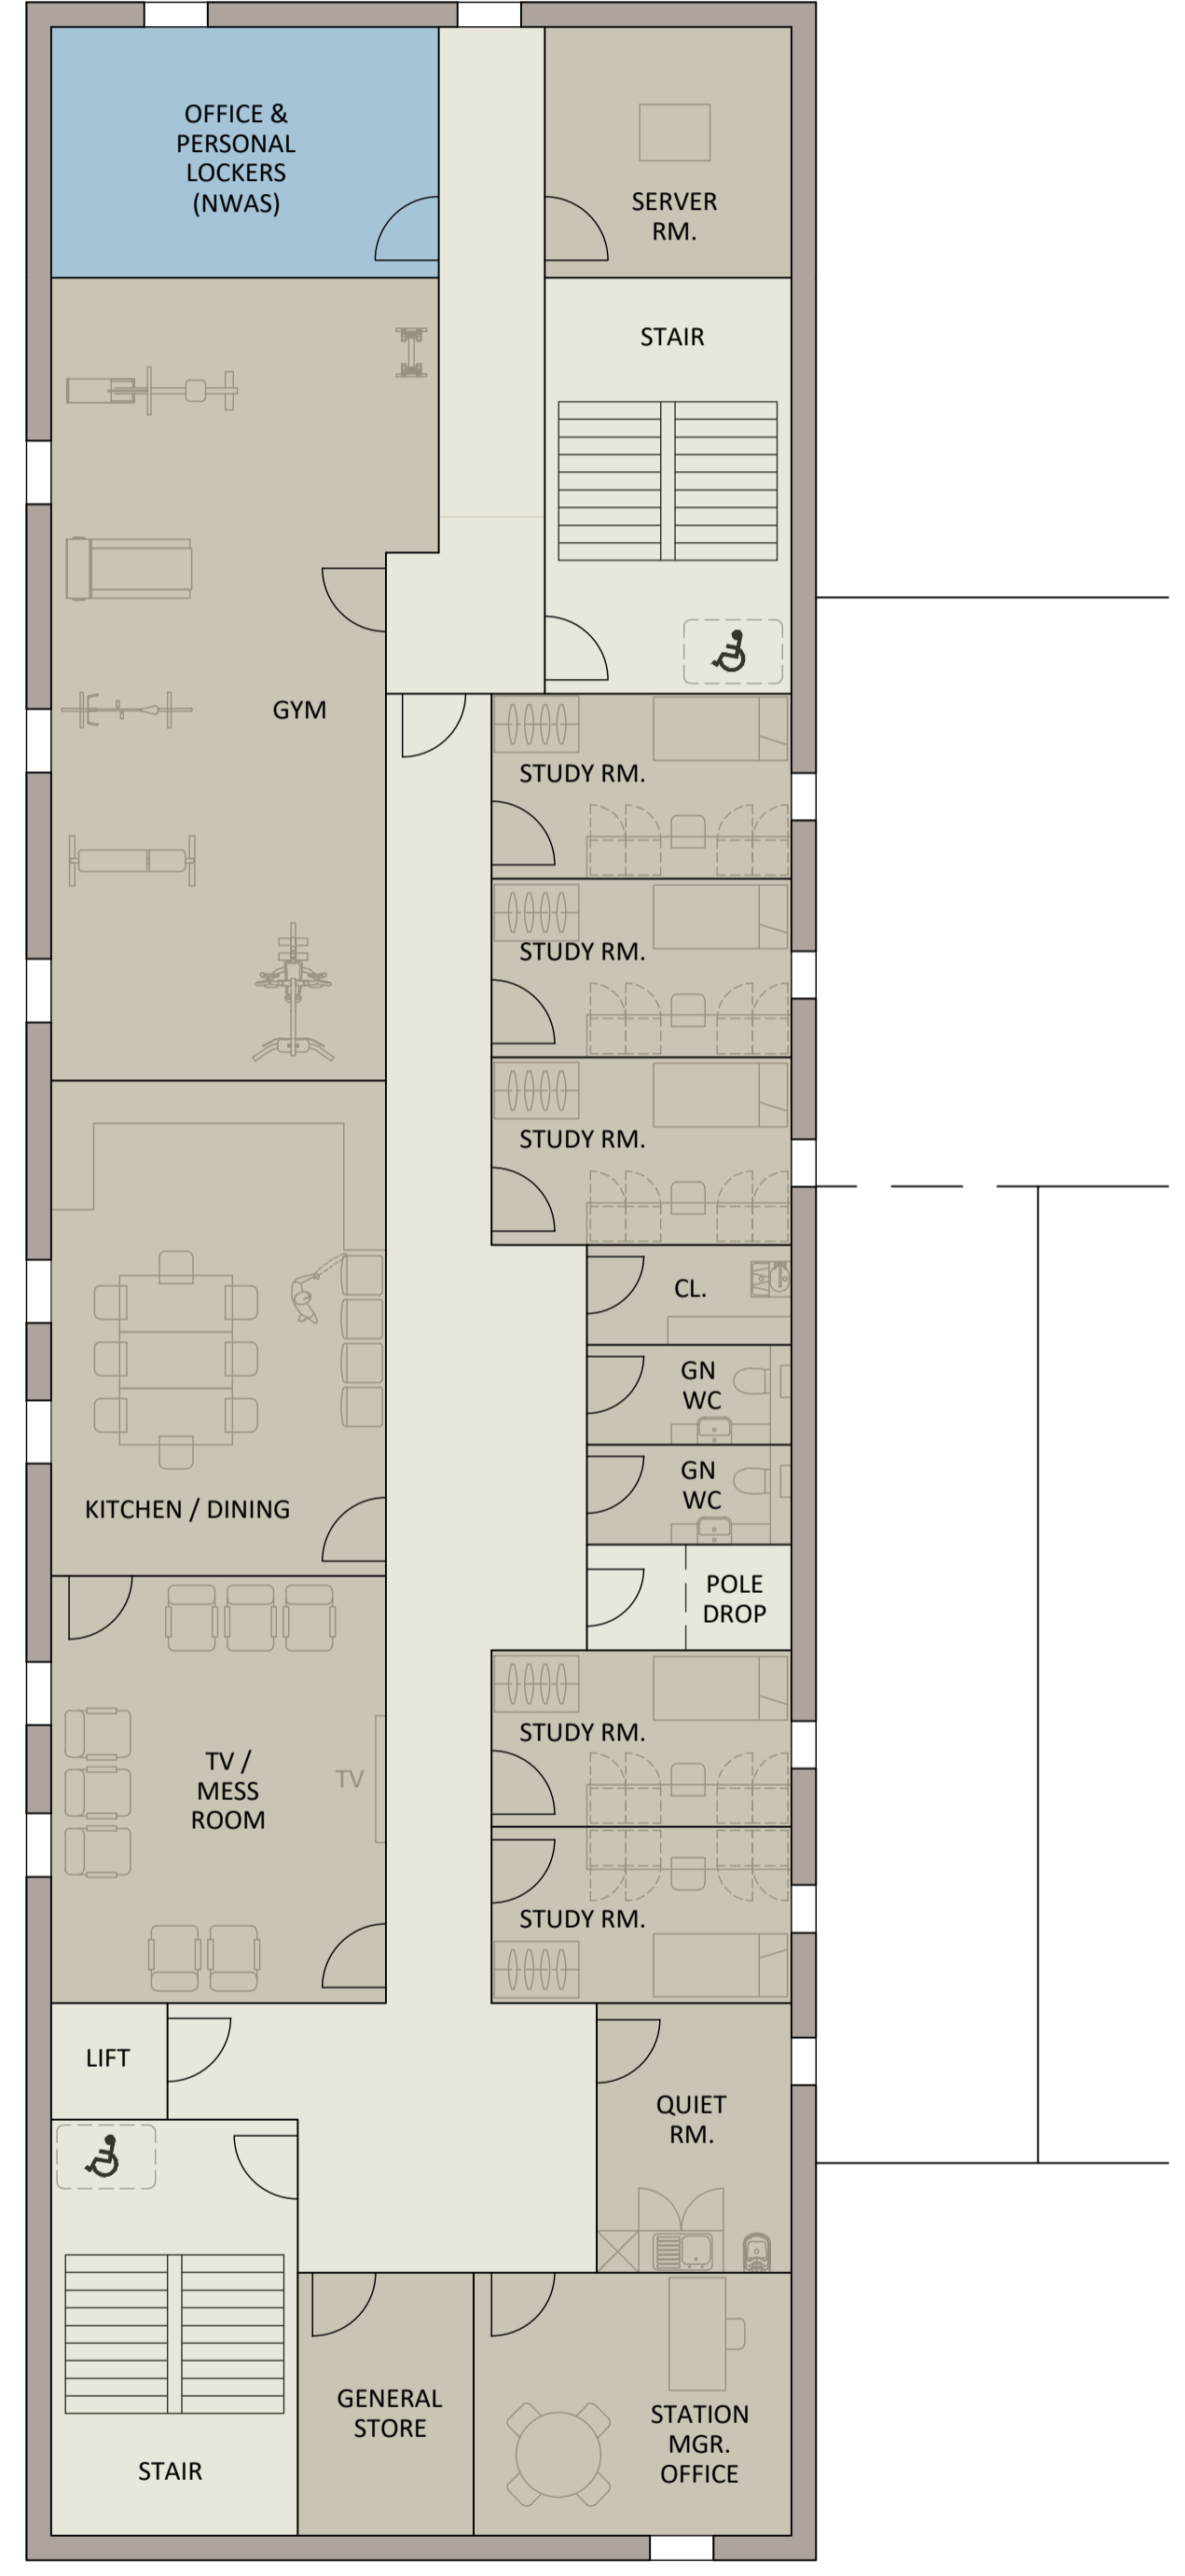 OFFICE &
PERSONAL
LOCKERS
(NWAS)
SERVER
RM.
STAIR
GYM
STUDY RM.
STUDY RM.
STUDY RM.
CL.
GN
WC
GN
WC
KITCHEN / DINING
POLE
DROP
STUDY RM.
TV /
MESS
ROOM
TV
STUDY RM.
LIFT
QUIET
RM.
GENERAL
STORE
STATION
MGR.
OFFICE
STAIR